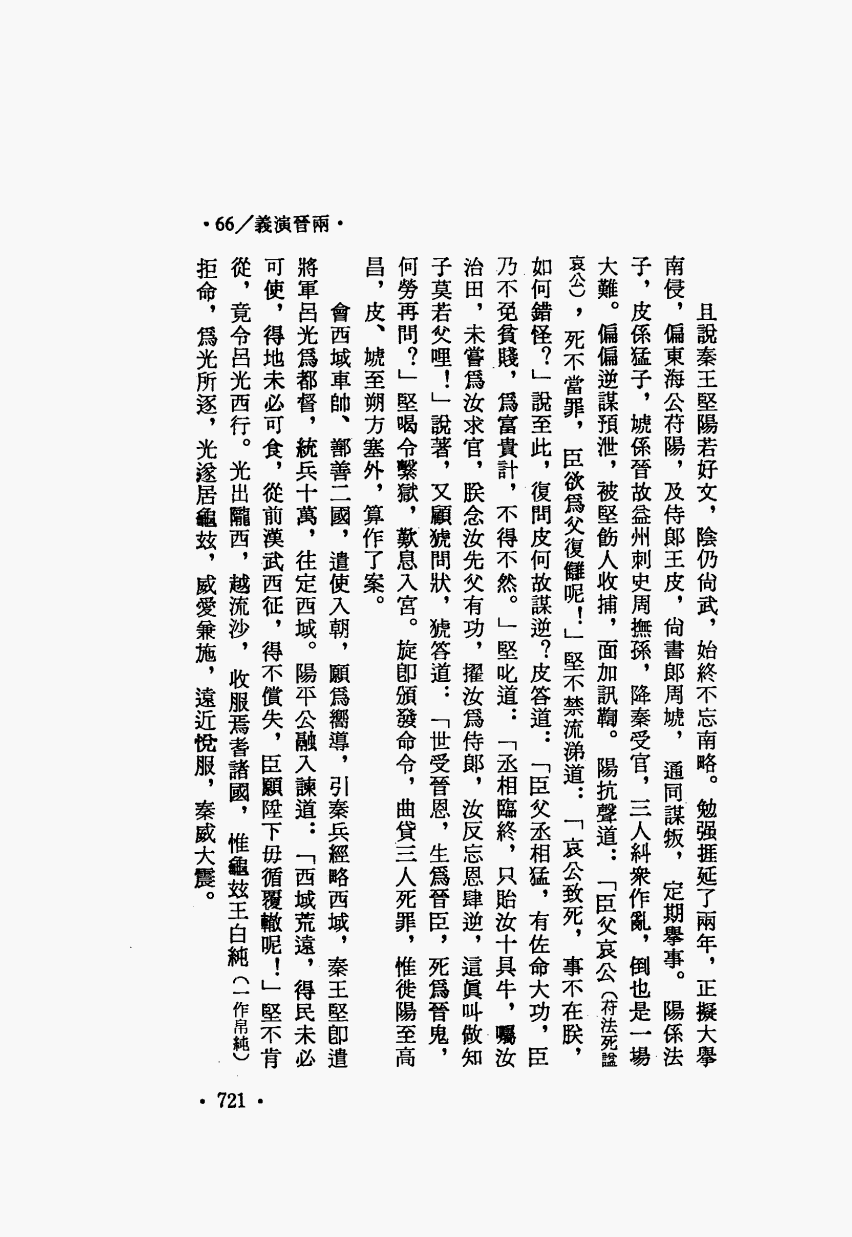 ·66／義演晉兩·
且說秦王堅陽若好文，陰仍尙武，始終不忘南略。勉强捱延了兩年，正擬大擧
南侵，偏東海公苻陽，及侍郞王皮，尙書郞周虓，通同謀叛，定期擧事。陽係法
子，皮係猛子，虓係晉故益州刺史周撫孫，降秦受官，三人糾衆作亂，倒也是一場
大難。偏偏逆謀預泄，被堅飭人收捕，面加訊鞫。陽抗聲道：「臣父哀公（苻法死諡
哀公），死不當罪，臣欲爲父復讎呢！」堅不禁流涕道：「哀公致死，事不在朕，
如何錯怪？」說至此，復問皮何故謀逆？皮答道：「臣父丞相猛，有佐命大功，臣
乃不免貧賤，爲富貴計，不得不然。」堅叱道：「丞相臨終，只貽汝十具牛，囑汝
治田，未嘗爲汝求官，朕念汝先父有功，擢汝爲侍郞，汝反忘恩肆逆，這眞叫做知
子莫若父哩！」說著，又顧虓問狀，虓答道：「世受晉恩，生爲晉臣，死爲晉鬼，
何勞再問？」堅喝令繫獄，歎息入宮。旋卽頒發命令，曲貸三人死罪，惟徙陽至高
昌，皮、虓至朔方塞外，算作了案。
會西域車帥、鄯善二國，遣使入朝，願爲嚮導，引秦兵經略西域，秦王堅卽遣
將軍呂光爲都督，統兵十萬，往定西域。陽平公融入諫道：「西域荒遠，得民未必
可使，得地未必可食，從前漢武西征，得不償失，臣願陛下毋循覆轍呢！」堅不肯
從，竟令呂光西行。光出隴西，越流沙，收服焉耆諸國，惟龜玆王白純（一作帛純）
拒命，爲光所逐，光遂居龜玆，威愛兼施，遠近悅服，秦威大震。
·721·